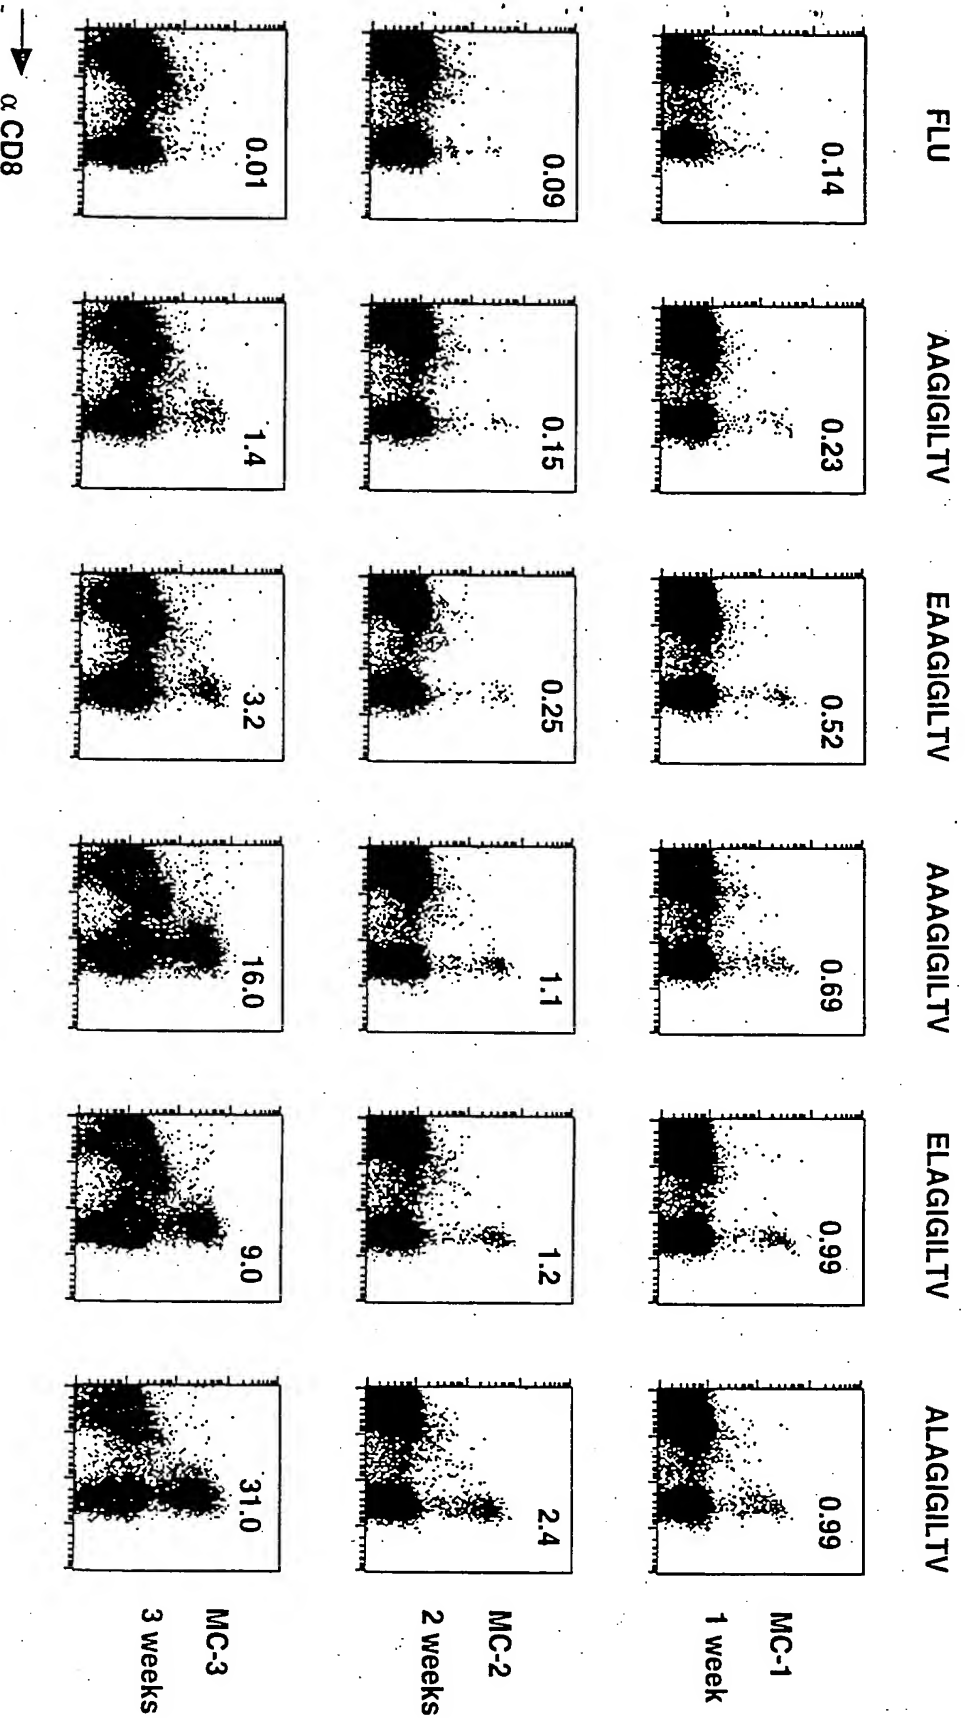 FLU AAGIGILTV EAAGIGILTV AAAGIGILTV ELAGIGILTV ALAGIGILTV
0.14 0.23 0.52 0.69 0.99 0.99
MC-1
1 week
0.09 0.15 0.25 1.1 1.2 2.4
MC-2
2 weeks
0.01 1.4 3.2 16.0 9.0 31.0
MC-3
3 weeks
α CD8